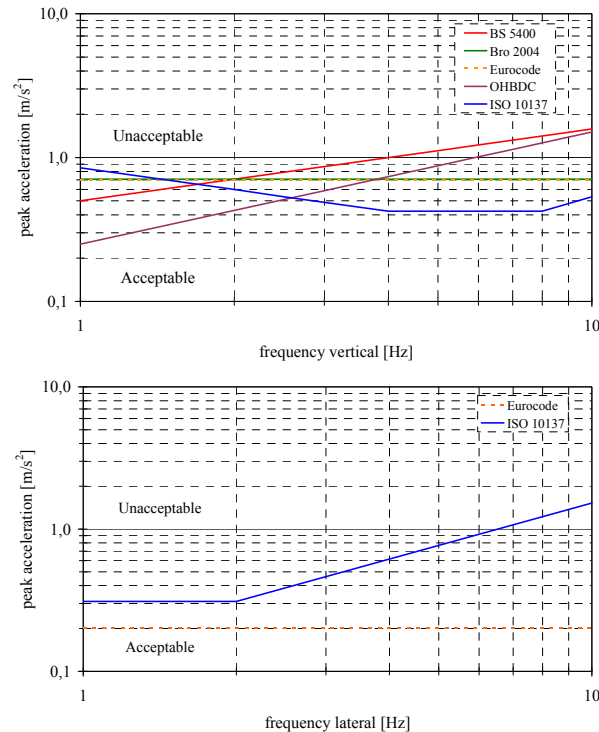 10,0
BS 5400
Bro 2004
Eurocode
OHBDC
ISO 10137
Unacceptable
1,0
peak acceleration [m/s²]
Acceptable
0,1
1
10
frequency vertical [Hz]
10,0
Eurocode
ISO 10137
Unacceptable
1,0
peak acceleration [m/s²]
Acceptable
0,1
1
10
frequency lateral [Hz]